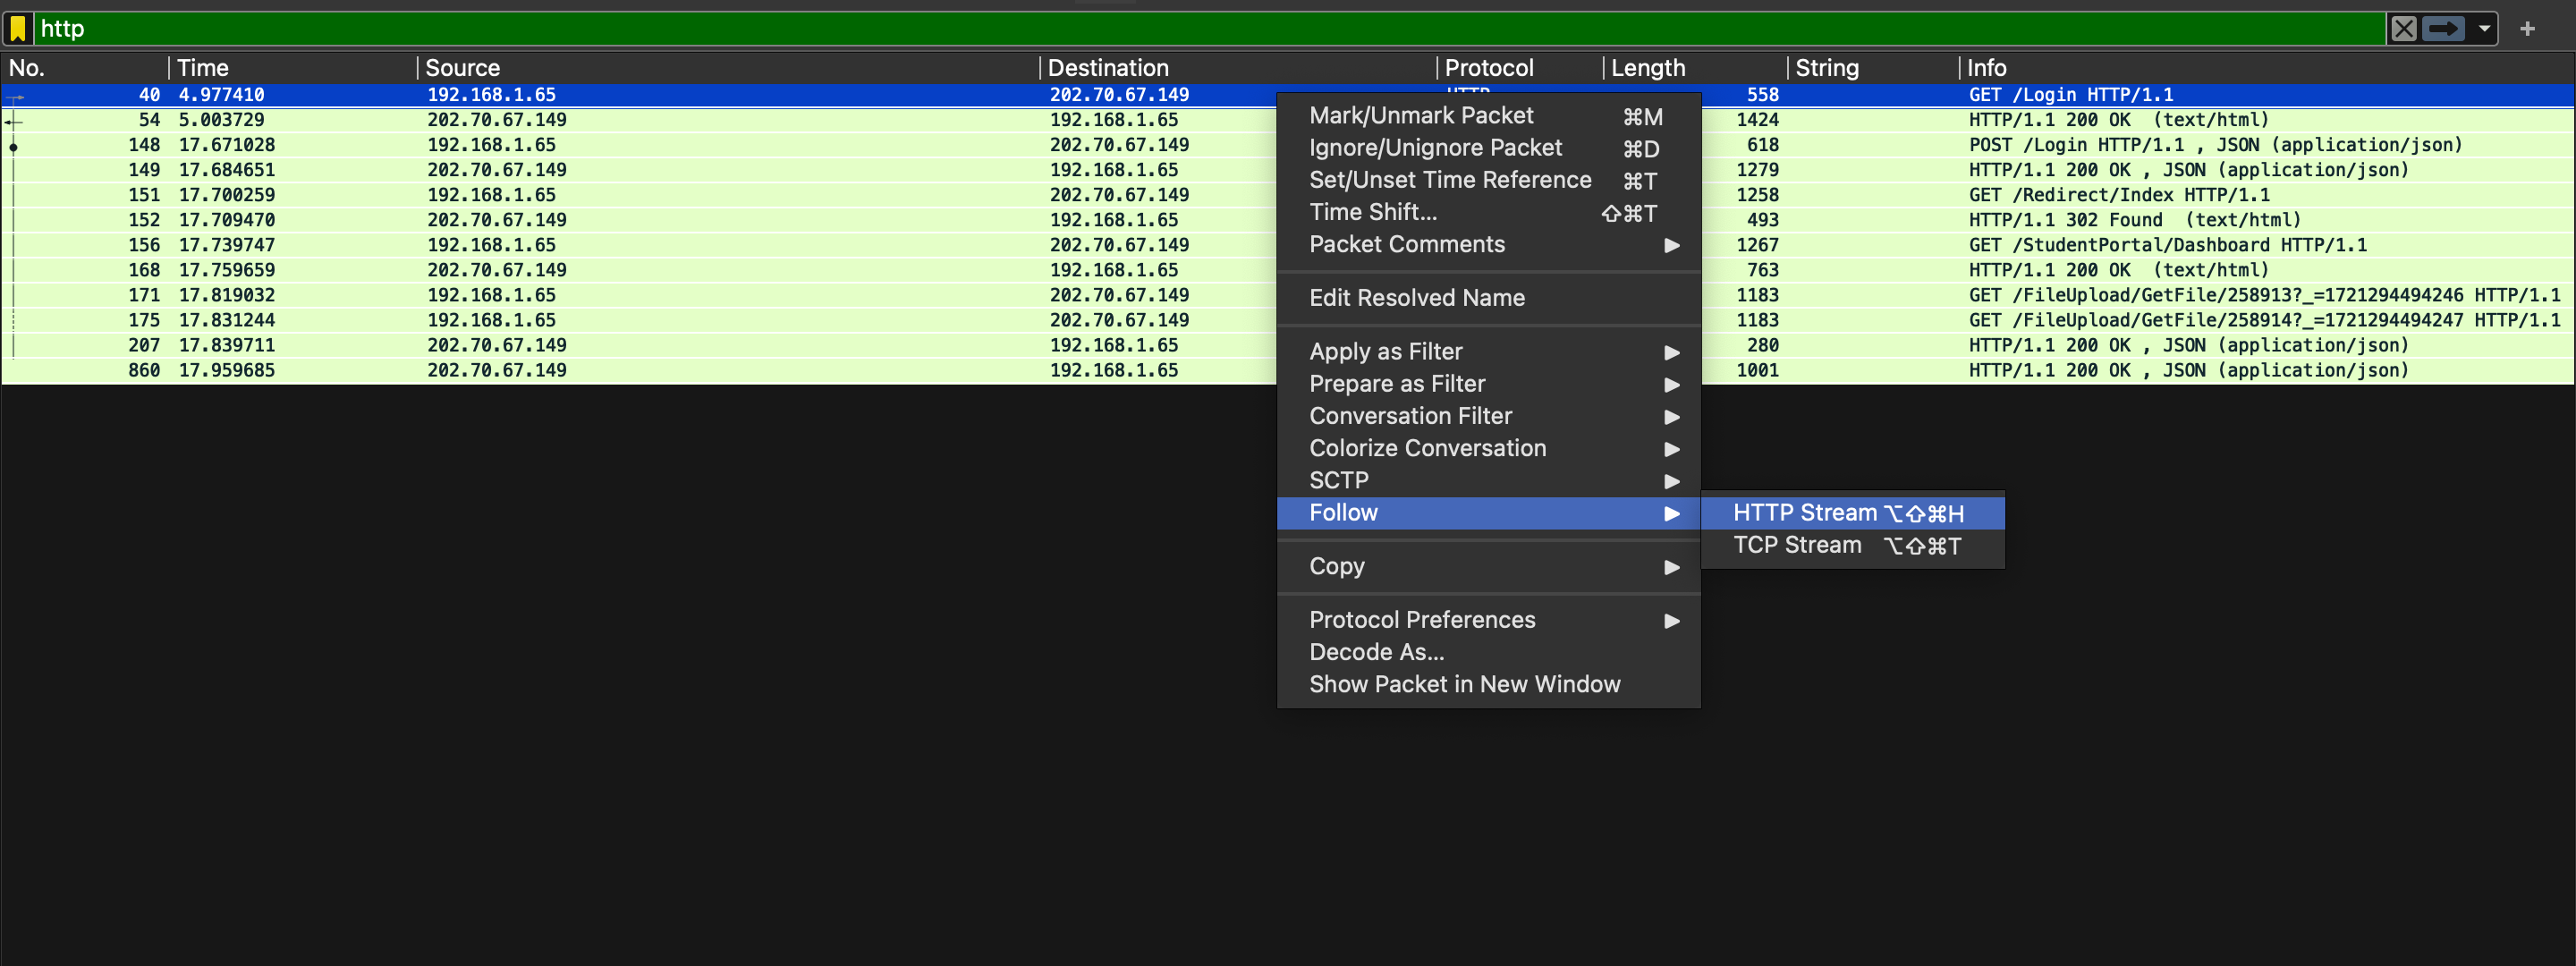 http
No. Time Source Destination Protocol Length String Info
40 4.977410 192.168.1.65 202.70.67.149 HTTP 558 GET /Login HTTP/1.1
54 5.003729 202.70.67.149 192.168.1.65 1424 HTTP/1.1 200 OK (text/html)
148 17.671028 192.168.1.65 202.70.67.149 618 POST /Login HTTP/1.1 , JSON (application/json)
149 17.684651 202.70.67.149 192.168.1.65 1279 HTTP/1.1 200 OK , JSON (application/json)
151 17.700259 192.168.1.65 202.70.67.149 1258 GET /Redirect/Index HTTP/1.1
152 17.709470 202.70.67.149 192.168.1.65 493 HTTP/1.1 302 Found (text/html)
156 17.739747 192.168.1.65 202.70.67.149 1267 GET /StudentPortal/Dashboard HTTP/1.1
168 17.759659 202.70.67.149 192.168.1.65 763 HTTP/1.1 200 OK (text/html)
171 17.819032 192.168.1.65 202.70.67.149 1183 GET /FileUpload/GetFile/258913?_=1721294494246 HTTP/1.1
175 17.831244 192.168.1.65 202.70.67.149 1183 GET /FileUpload/GetFile/258914?_=1721294494247 HTTP/1.1
207 17.839711 202.70.67.149 192.168.1.65 280 HTTP/1.1 200 OK , JSON (application/json)
860 17.959685 202.70.67.149 192.168.1.65 1001 HTTP/1.1 200 OK , JSON (application/json)
Mark/Unmark Packet ⌘M
Ignore/Unignore Packet ⌘D
Set/Unset Time Reference ⌘T
Time Shift... ⇧⌘T
Packet Comments
Edit Resolved Name
Apply as Filter
Prepare as Filter
Conversation Filter
Colorize Conversation
SCTP
Follow
HTTP Stream ⌥⇧⌘H
TCP Stream ⌥⇧⌘T
Copy
Protocol Preferences
Decode As...
Show Packet in New Window